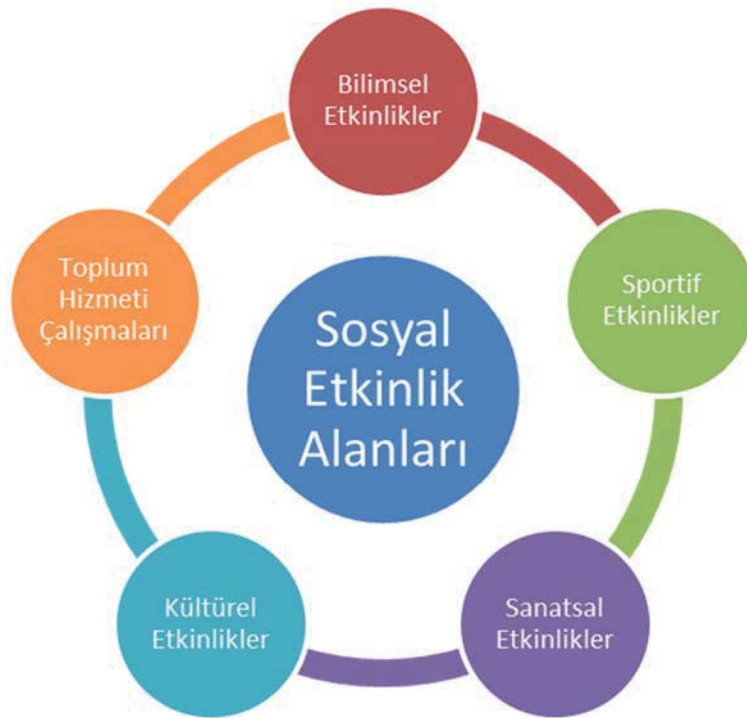 Bilimsel
Etkinlikler
Toplum
Hizmeti
Çalışmaları
Sportif
Etkinlikler
Sosyal
Etkinlik
Alanları
Kültürel
Etkinlikler
Sanatsal
Etkinlikler